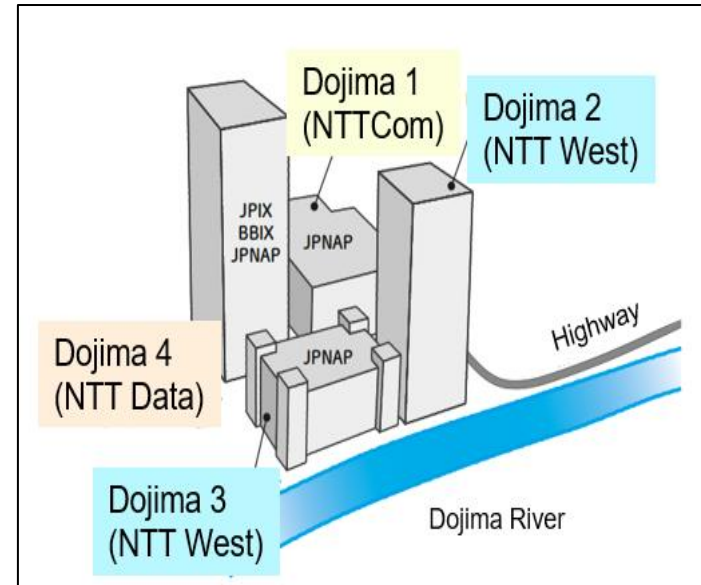 Dojima 1
(NTTCom)
Dojima 2
(NTT West)
JPIX
BBIX
JPNAP
JPNAP
Highway
Dojima 4
(NTT Data)
JPNAP
Dojima 3
(NTT West)
Dojima River